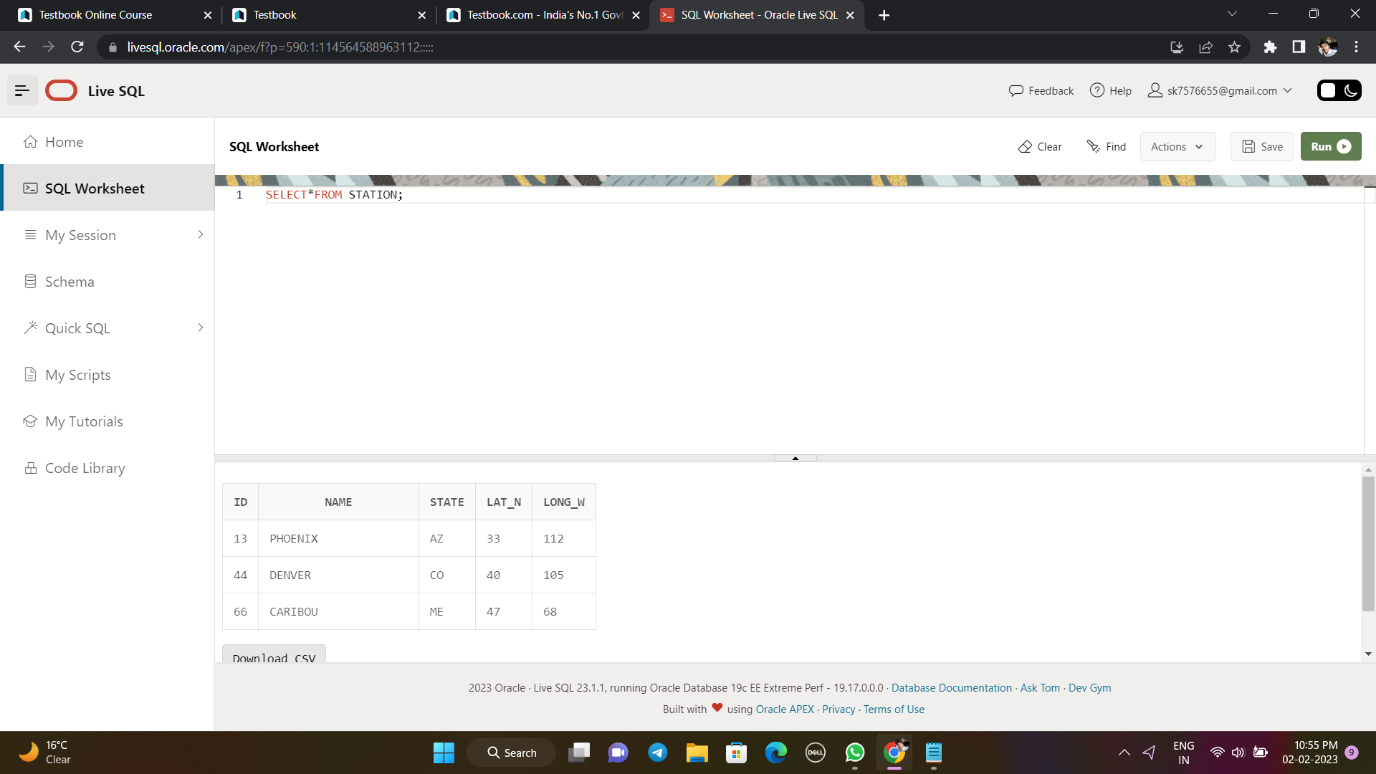 Testbook Online Course
Testbook
Testbook.com - India's No.1 Govt
SQL Worksheet - Oracle Live SQL
livesql.oracle.com/apex/f?p=590:1:114564588963112:::::
Live SQL
Feedback
Help
sk7576655@gmail.com
Home
SQL Worksheet
My Session
Schema
Quick SQL
My Scripts
My Tutorials
Code Library
SQL Worksheet
Clear
Find
Actions
Save
Run
1 SELECT*FROM STATION;
ID NAME STATE LAT_N LONG_W
13 PHOENIX AZ 33 112
44 DENVER CO 40 105
66 CARIBOU ME 47 68
Download CSV
2023 Oracle · Live SQL 23.1.1, running Oracle Database 19c EE Extreme Perf - 19.17.0.0.0 · Database Documentation · Ask Tom · Dev Gym
Built with ❤ using Oracle APEX · Privacy · Terms of Use
16°C
Clear
Search
DELL
ENG
IN
10:55 PM
02-02-2023
9